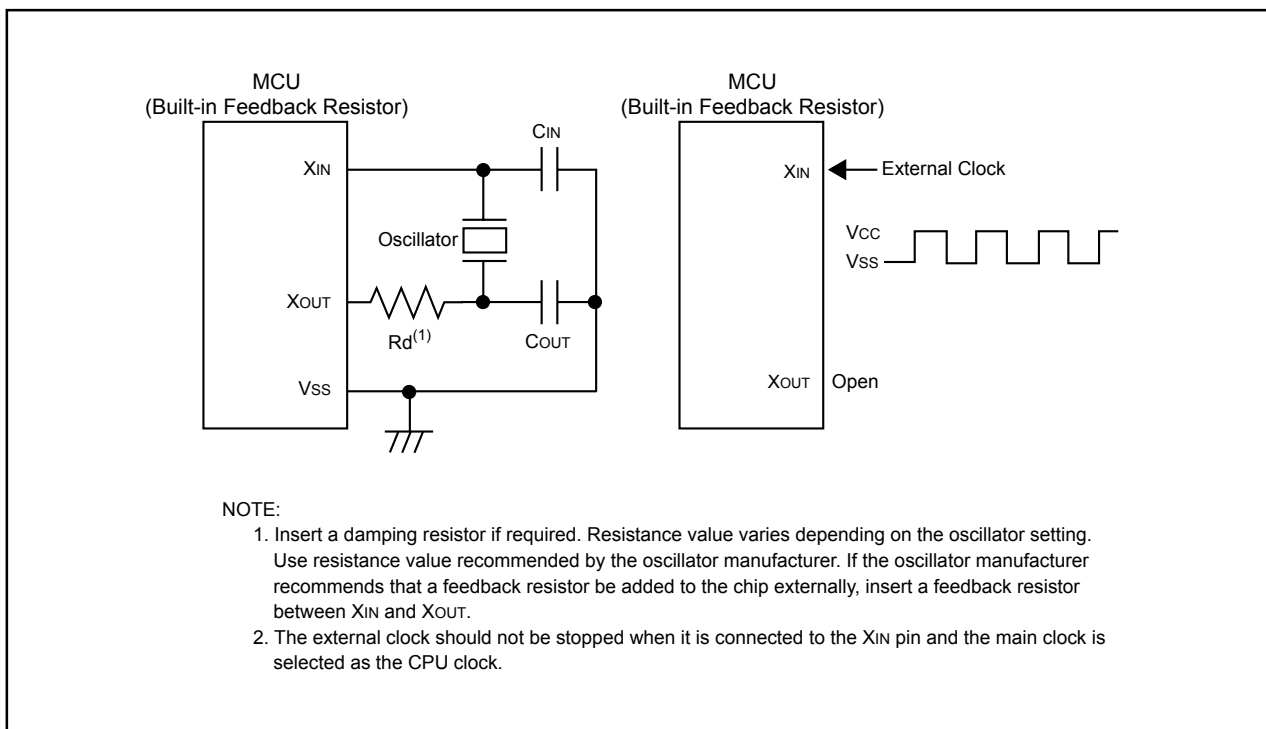 MCU
(Built-in Feedback Resistor)
XIN
CIN
Oscillator
XOUT
Rd(1)
COUT
VSS
MCU
(Built-in Feedback Resistor)
XIN
External Clock
VCC
VSS
XOUT
Open
NOTE:
1. Insert a damping resistor if required. Resistance value varies depending on the oscillator setting.
Use resistance value recommended by the oscillator manufacturer. If the oscillator manufacturer
recommends that a feedback resistor be added to the chip externally, insert a feedback resistor
between XIN and XOUT.
2. The external clock should not be stopped when it is connected to the XIN pin and the main clock is
selected as the CPU clock.